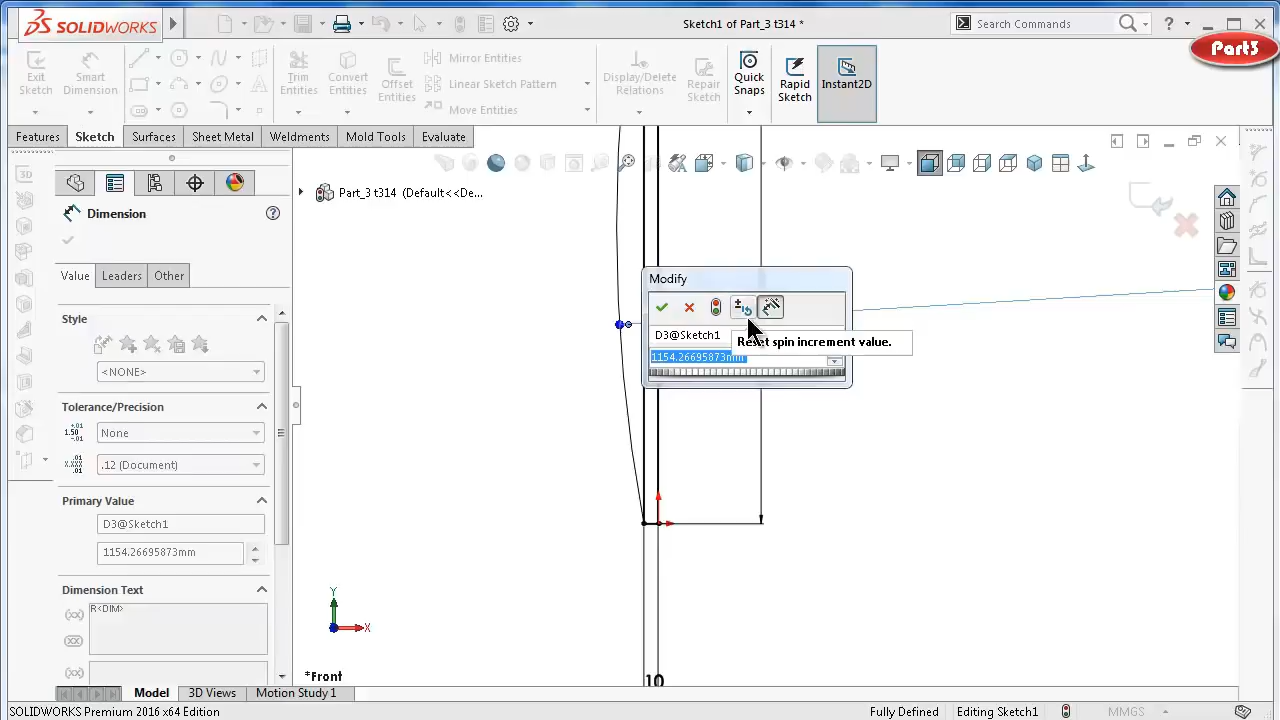 SOLIDWORKS
Sketch1 of Part_3 t314 *
Search Commands
Part3
Exit Sketch
Smart Dimension
Trim Entities
Convert Entities
Offset Entities
Mirror Entities
Linear Sketch Pattern
Move Entities
Display/Delete Relations
Repair Sketch
Quick Snaps
Rapid Sketch
Instant2D
Features
Sketch
Surfaces
Sheet Metal
Weldments
Mold Tools
Evaluate
Part_3 t314 (Default<<De...
Dimension
Value
Leaders
Other
Style
<NONE>
Tolerance/Precision
None
.12 (Document)
Primary Value
D3@Sketch1
1154.26695873mm
Dimension Text
R<DIM>
Modify
D3@Sketch1
1154.26695873mm
Reset spin increment value.
Y
X
*Front
10
Model
3D Views
Motion Study 1
SOLIDWORKS Premium 2016 x64 Edition
Fully Defined
Editing Sketch1
MMGS